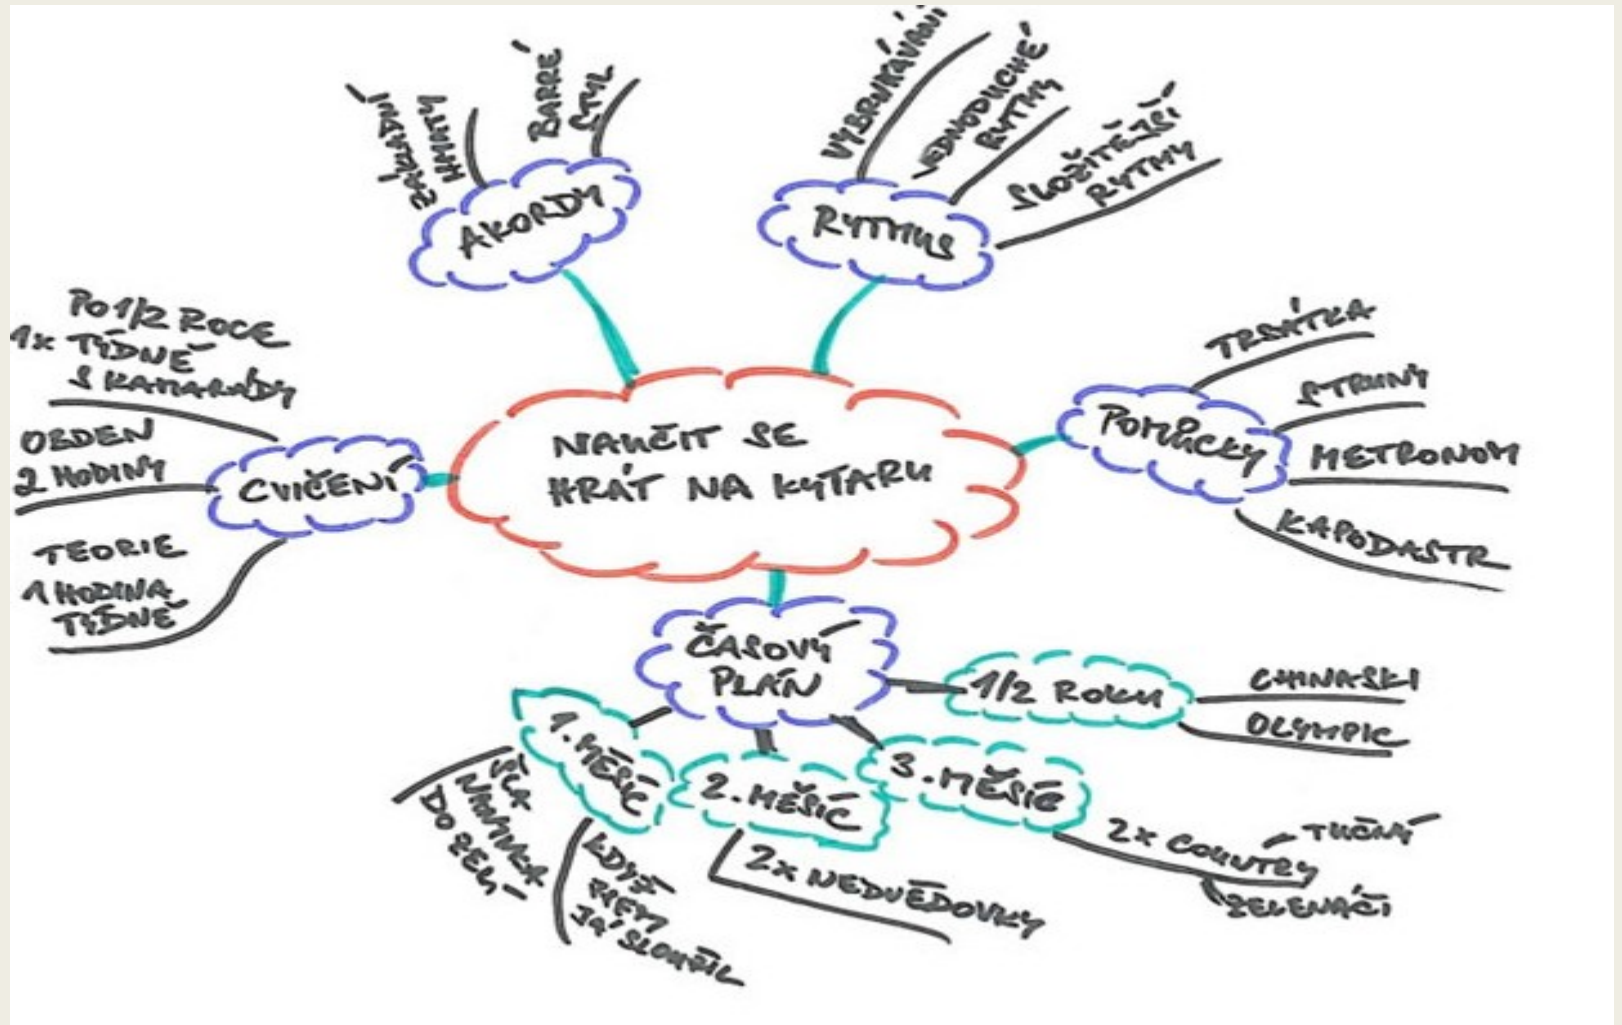 NAUČIT SE
HRÁT NA KYTARU
AKORDY
ZÁKLADNÍ
HMATY
BARRÉ
STYL
RYTMUS
VYBRNKÁVÁNÍ
JEDNODUCHÉ
RYTMY
SLOŽITĚJŠÍ
RYTMY
POMŮCKY
TRSÁTKA
STRUNY
METRONOM
KAPODASTR
ČASOVÝ
PLÁN
1/2 ROKU
CHINASKI
OLYMPIC
3. MĚSÍC
2x COUNTRY
TUČNÝ
ZELENÁČI
2. MĚSÍC
2x NEDVĚDOVKY
1. MĚSÍC
ŠLA
NANYNKA
DO ZELÍ
KDYŽ
JSEM
JÁ SLOUŽIL
CVIČENÍ
PO 1/2 ROCE
1x TÝDNĚ
S KAMARÁDY
OBDEN
2 HODINY
TEORIE
1 HODINA
TÝDNĚ